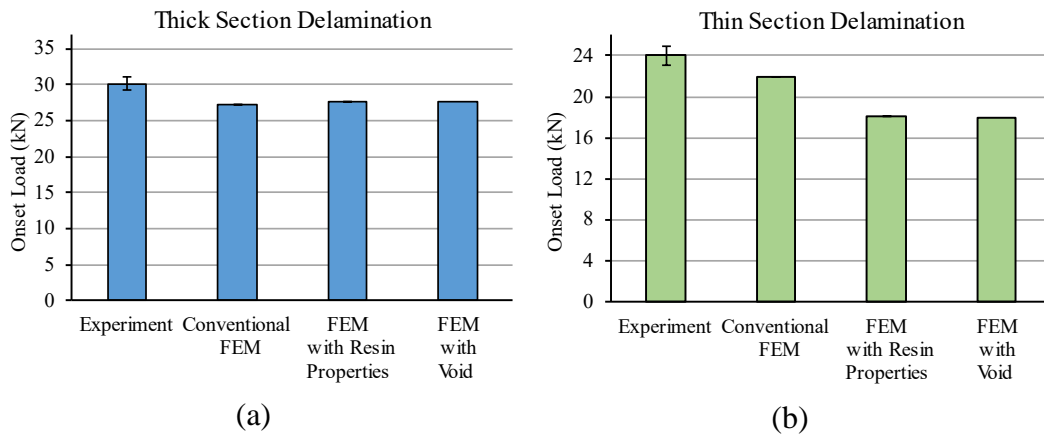 Thick Section Delamination
Onset Load (kN)
35
30
25
20
15
10
5
0
Experiment
Conventional
FEM
FEM
with Resin
Properties
FEM
with
Void
(a)
Thin Section Delamination
Onset Load (kN)
24
20
16
12
8
4
0
Experiment
Conventional
FEM
FEM
with Resin
Properties
FEM
with
Void
(b)